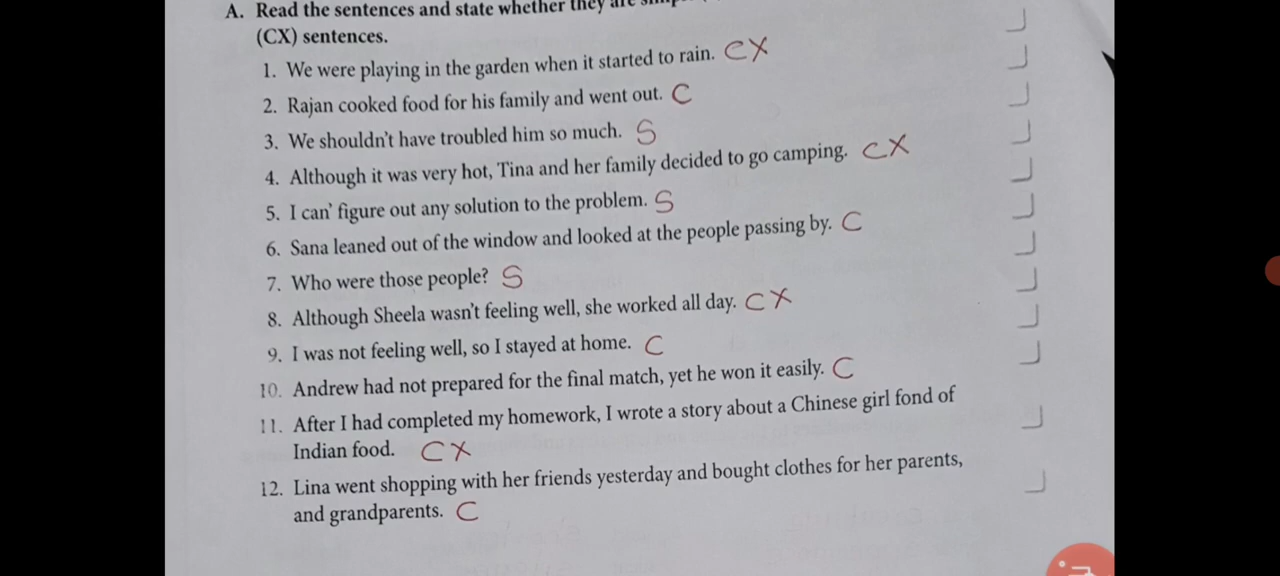 A. Read the sentences and state whether they are
(CX) sentences.
1. We were playing in the garden when it started to rain. CX
2. Rajan cooked food for his family and went out. C
3. We shouldn't have troubled him so much. S
4. Although it was very hot, Tina and her family decided to go camping. CX
5. I can' figure out any solution to the problem. S
6. Sana leaned out of the window and looked at the people passing by. C
7. Who were those people? S
8. Although Sheela wasn't feeling well, she worked all day. CX
9. I was not feeling well, so I stayed at home. C
10. Andrew had not prepared for the final match, yet he won it easily. C
11. After I had completed my homework, I wrote a story about a Chinese girl fond of
Indian food. CX
12. Lina went shopping with her friends yesterday and bought clothes for her parents,
and grandparents. C